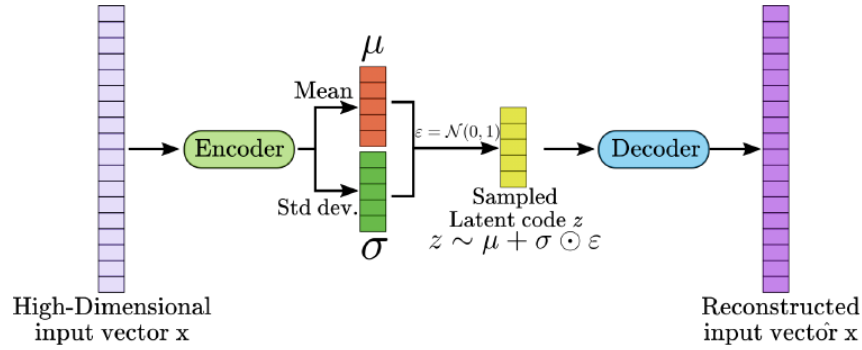 High-Dimensional
input vector x
Encoder
Mean
μ
Std dev.
σ
ε = 𝒩(0, 1)
Sampled
Latent code z
z ∼ μ + σ ⊙ ε
Decoder
Reconstructed
input vector x̂